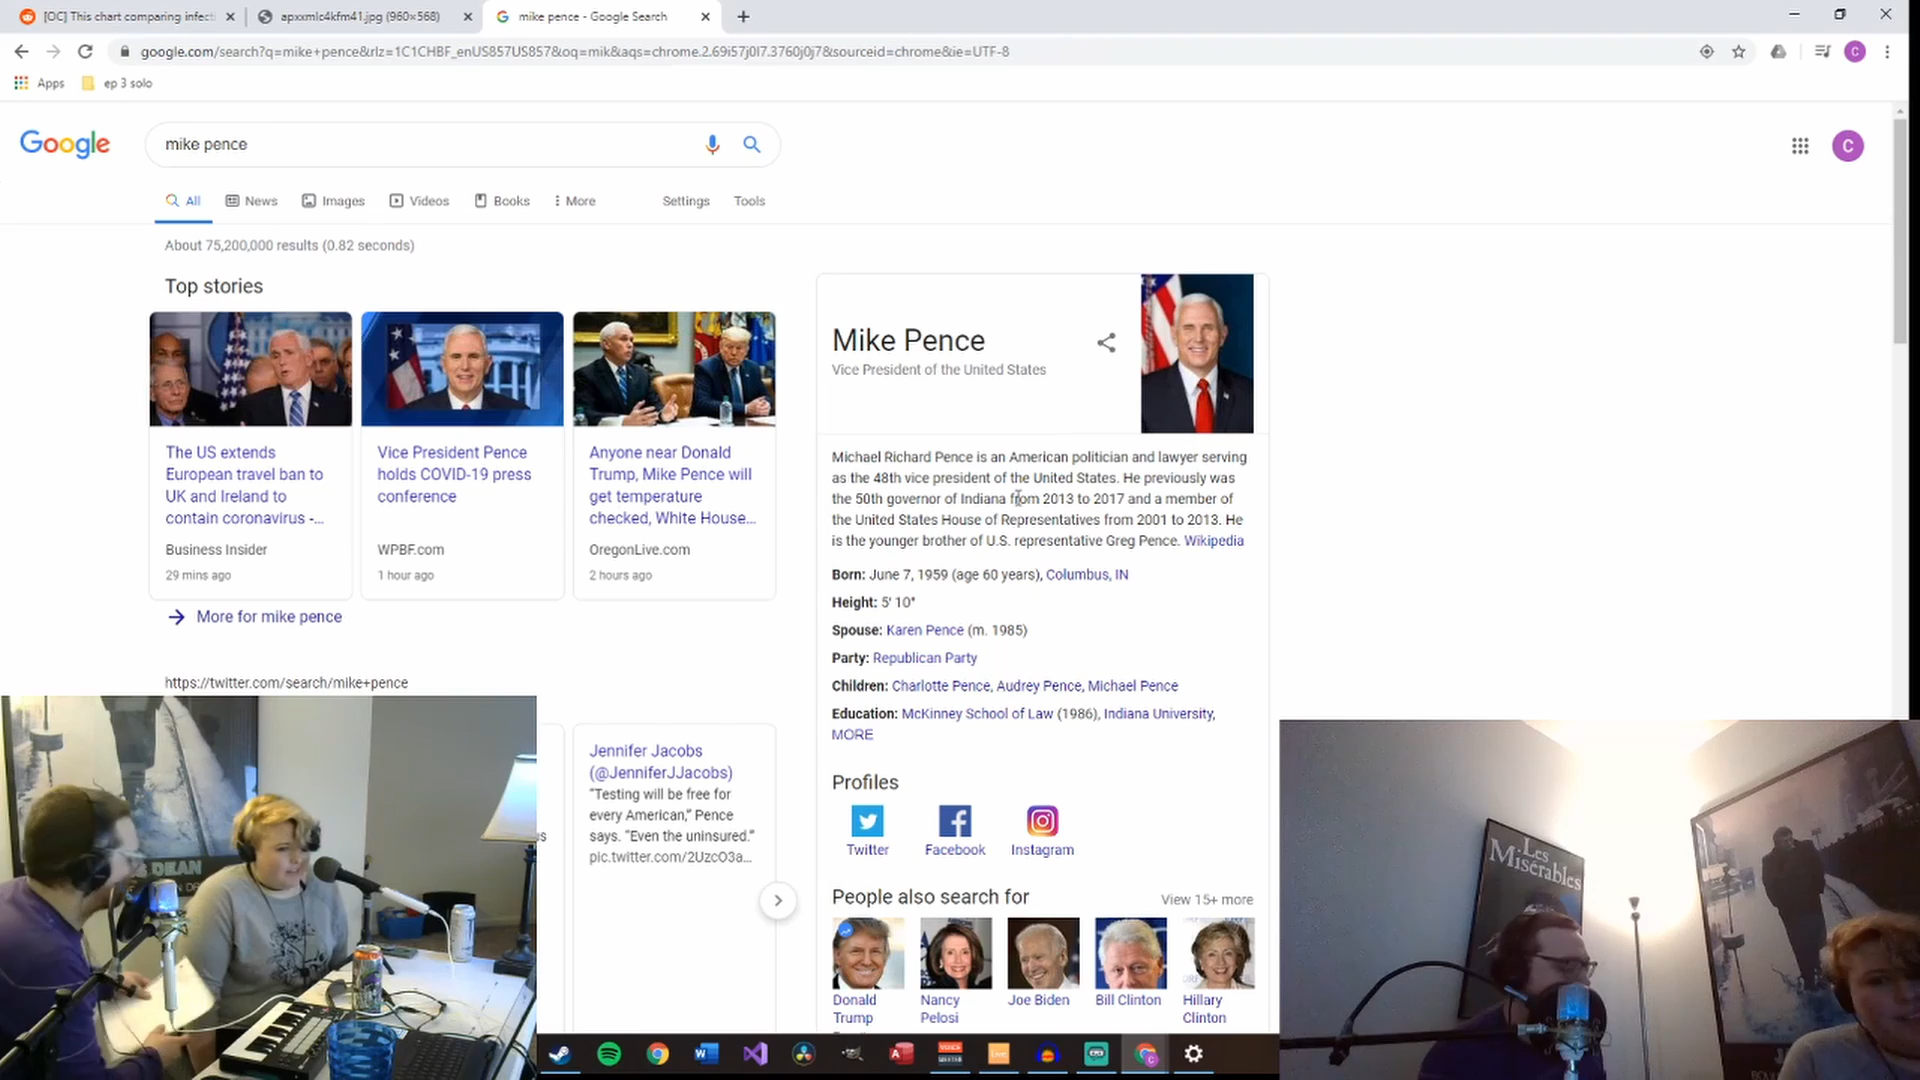 [OC] This chart comparing infecti
apxxmlc4kfm41.jpg (960×568)
mike pence - Google Search
google.com/search?q=mike+pence&rlz=1C1CHBF_enUS857US857&oq=mik&aqs=chrome.2.69i57j0l7.3760j0j7&sourceid=chrome&ie=UTF-8
C
Apps
ep 3 solo
Google
mike pence
C
All
News
Images
Videos
Books
More
Settings
Tools
About 75,200,000 results (0.82 seconds)
Top stories
The US extends
European travel ban to
UK and Ireland to
contain coronavirus -...
Business Insider
29 mins ago
Vice President Pence
holds COVID-19 press
conference
WPBF.com
1 hour ago
Anyone near Donald
Trump, Mike Pence will
get temperature
checked, White House...
OregonLive.com
2 hours ago
More for mike pence
https://twitter.com/search/mike+pence
Jennifer Jacobs
(@JenniferJJacobs)
“Testing will be free for
every American,” Pence
says. “Even the uninsured.”
pic.twitter.com/2UzcO3a...
Mike Pence
Vice President of the United States
Michael Richard Pence is an American politician and lawyer serving
as the 48th vice president of the United States. He previously was
the 50th governor of Indiana from 2013 to 2017 and a member of
the United States House of Representatives from 2001 to 2013. He
is the younger brother of U.S. representative Greg Pence. Wikipedia
Born: June 7, 1959 (age 60 years), Columbus, IN
Height: 5' 10"
Spouse: Karen Pence (m. 1985)
Party: Republican Party
Children: Charlotte Pence, Audrey Pence, Michael Pence
Education: McKinney School of Law (1986), Indiana University,
MORE
Profiles
Twitter
Facebook
Instagram
People also search for
View 15+ more
Donald
Trump
Nancy
Pelosi
Joe Biden
Bill Clinton
Hillary
Clinton
DEAN
Les
Misérables